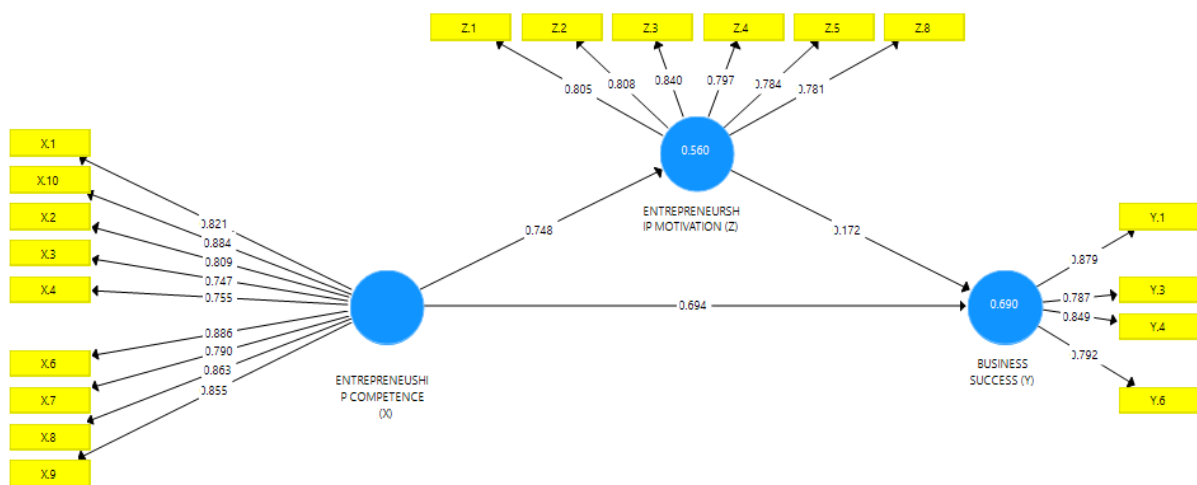 Z.1
Z.2
Z.3
Z.4
Z.5
Z.8
0.805
0.808
0.840
0.797
0.784
0.781
0.560
ENTREPRENEURSH
IP MOTIVATION (Z)
X.1
X.10
X.2
X.3
X.4
X.6
X.7
X.8
X.9
0.821
0.884
0.809
0.747
0.755
0.886
0.790
0.863
0.855
ENTREPRENEUSHI
P COMPETENCE
(X)
0.748
0.172
0.694
0.690
BUSINESS
SUCCESS (Y)
0.879
0.787
0.849
0.792
Y.1
Y.3
Y.4
Y.6